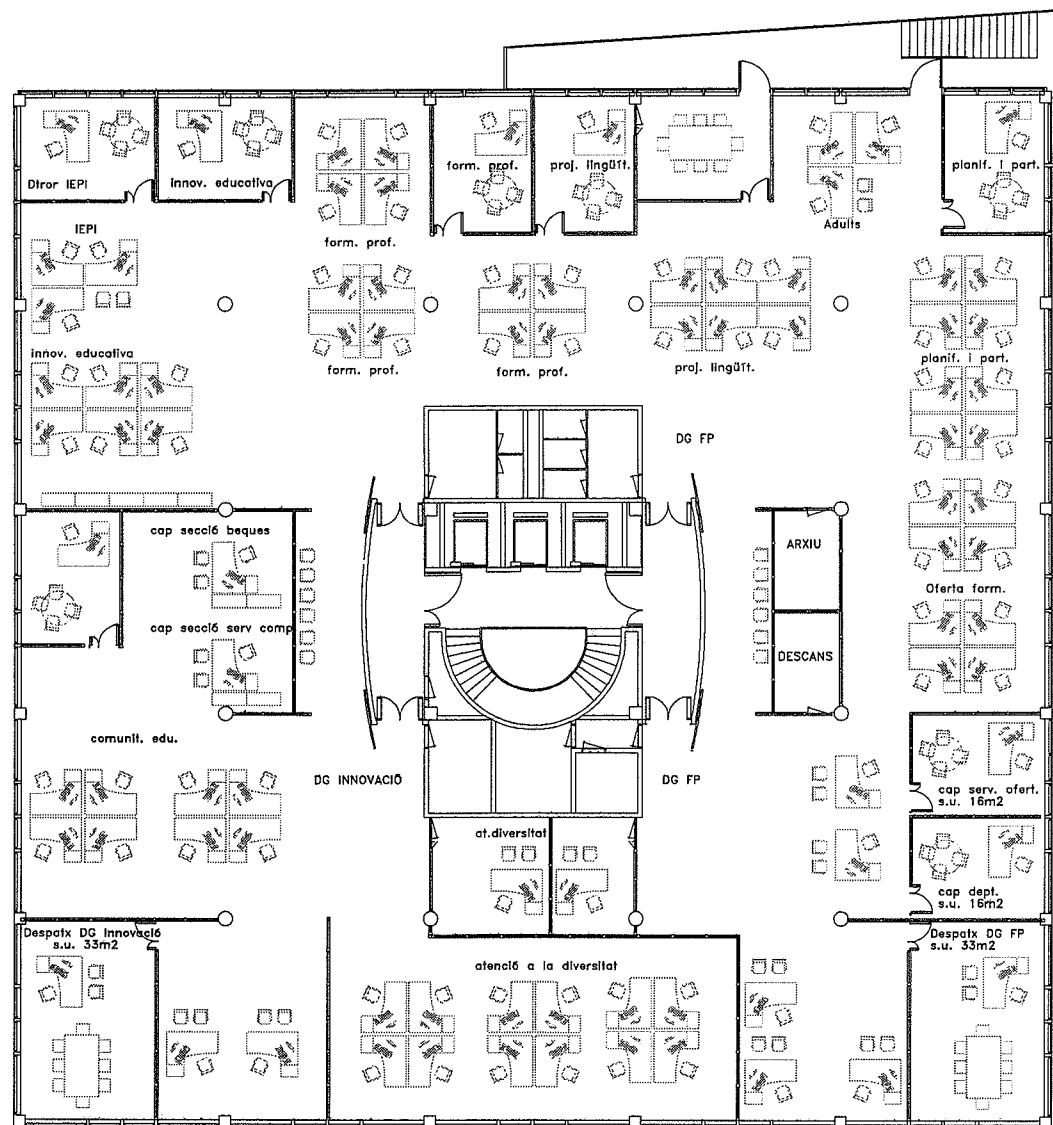 Dtror IEPI
innov. educativa
form. prof.
form. prof.
proj. lingüít.
Adults
planif. i part.
IEPI
innov. educativa
form. prof.
form. prof.
proj. lingüít.
planif. i part.
DG FP
cap secció beques
ARXIU
Oferta form.
cap secció serv comp
DESCANS
comunit. edu.
DG INNOVACIÓ
DG FP
cap serv. ofert.
s.u. 16m2
at.diversitat
cap dept.
s.u. 16m2
Despatx DG Innovació
s.u. 33m2
Despatx DG FP
s.u. 33m2
atenció a la diversitat